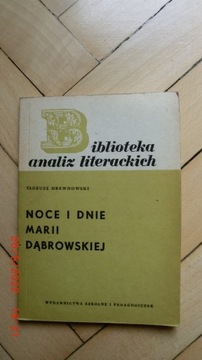 Biblioteka
analiz literackich
TADEUSZ DREWNOWSKI
NOCE I DNIE
MARII
DĄBROWSKIEJ
WYDAWNICTWA SZKOLNE I PEDAGOGICZNE